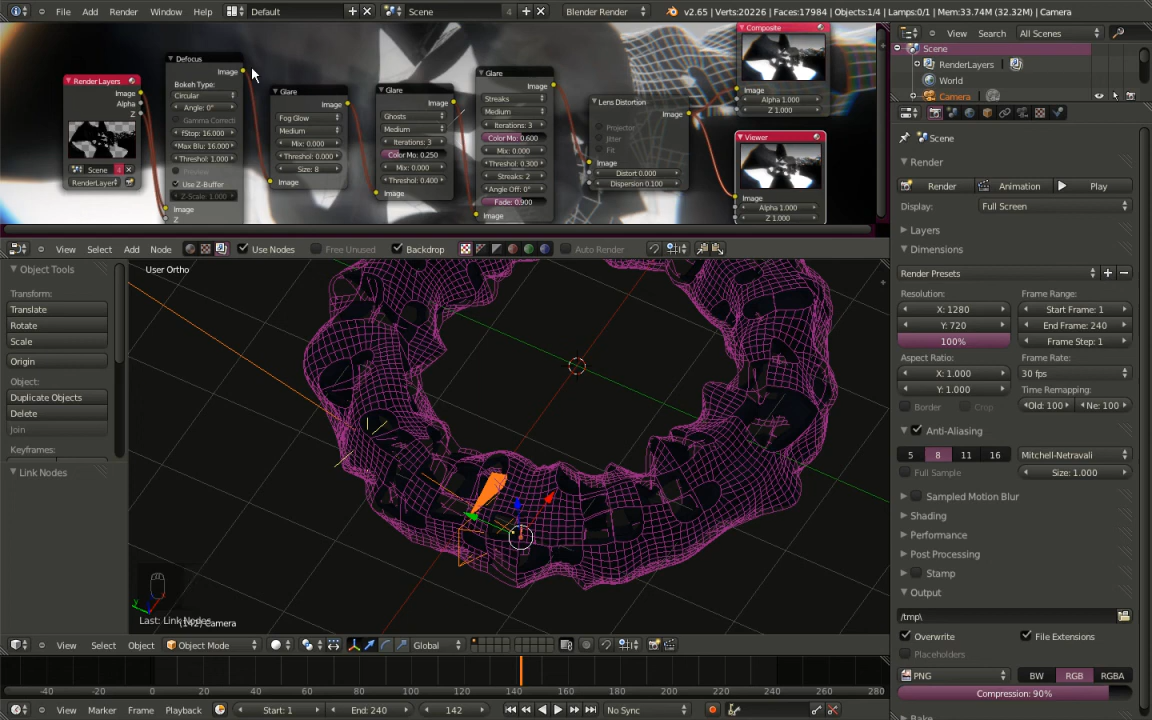 File Add Render Window Help Default Scene 4 Blender Render v2.65 | Verts:20226 | Faces:17984 | Objects:1/4 | Lamps:0/1 | Mem:33.74M (32.32M) | Camera
Render Layers
Image
Alpha
Z
Scene 4
RenderLayer
Defocus
Image
Bokeh Type:
Circular
Angle: 0°
Gamma Correct
fStop: 16.000
Max Blu: 16.000
Threshol: 1.000
Preview
Use Z-Buffer
Z-Scale: 1.000
Image
Z
Glare
Image
Fog Glow
Medium
Mix: 0.000
Threshol: 0.000
Size: 8
Image
Glare
Image
Ghosts
Medium
Iterations: 3
Color Mo: 0.250
Mix: 0.000
Threshol: 0.400
Image
Glare
Image
Streaks
Medium
Iterations: 3
Color Mo: 0.600
Mix: 0.000
Threshol: 0.300
Streaks: 2
Angle Off: 0°
Fade: 0.900
Image
Lens Distortion
Image
Projector
Jitter
Fit
Image
Distort 0.000
Dispersion 0.100
Composite
Image
Alpha 1.000
Z 1.000
Viewer
Image
Alpha 1.000
Z 1.000
View Select Add Node Use Nodes Free Unused Backdrop Auto Render
Object Tools
Transform:
Translate
Rotate
Scale
Origin
Object:
Duplicate Objects
Delete
Join
Keyframes:
Link Nodes
User Ortho
Last: Link Nodes
(142) Camera
View Select Object Object Mode Global
-40 -20 0 20 40 60 80 100 120 140 160 180 200 220 240 260 280
View Marker Frame Playback Start: 1 End: 240 142 No Sync
View Search All Scenes
Scene
RenderLayers
World
Camera
Scene
Render
Render Animation Play
Display: Full Screen
Layers
Dimensions
Render Presets
Resolution: Frame Range:
X: 1280 Start Frame: 1
Y: 720 End Frame: 240
100% Frame Step: 1
Aspect Ratio: Frame Rate:
X: 1.000 30 fps
Y: 1.000 Time Remapping:
Border Crop Old: 100 Ne: 100
Anti-Aliasing
5 8 11 16 Mitchell-Netravali
Full Sample Size: 1.000
Sampled Motion Blur
Shading
Performance
Post Processing
Stamp
Output
/tmp\
Overwrite File Extensions
Placeholders
PNG BW RGB RGBA
Compression: 90%
Bake